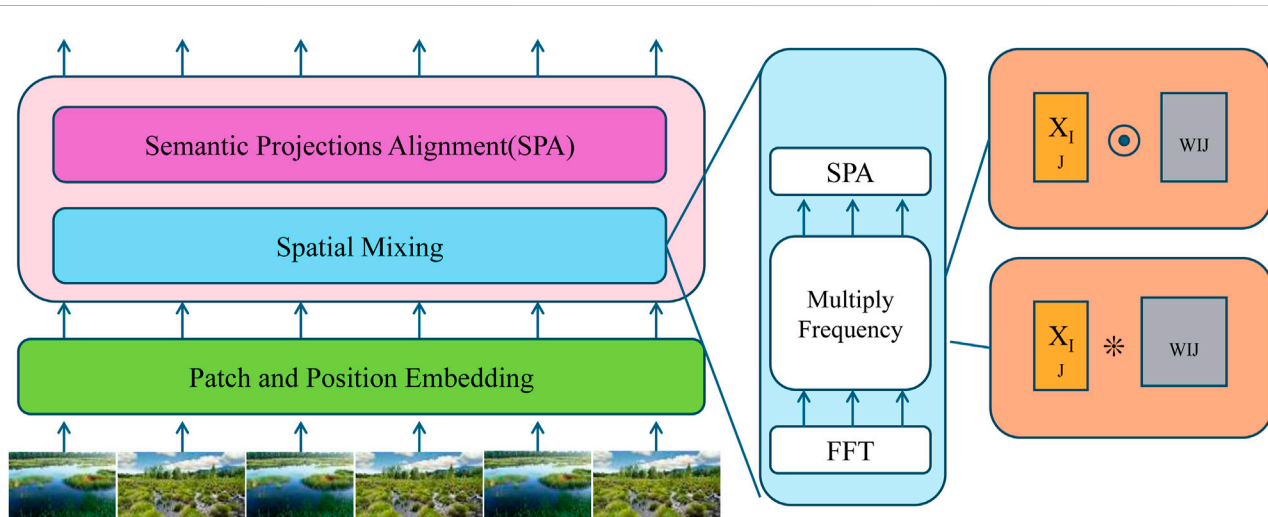 Semantic Projections Alignment(SPA)
Spatial Mixing
Patch and Position Embedding
SPA
Multiply
Frequency
FFT
X_I
J
WIJ
X_I
J
WIJ